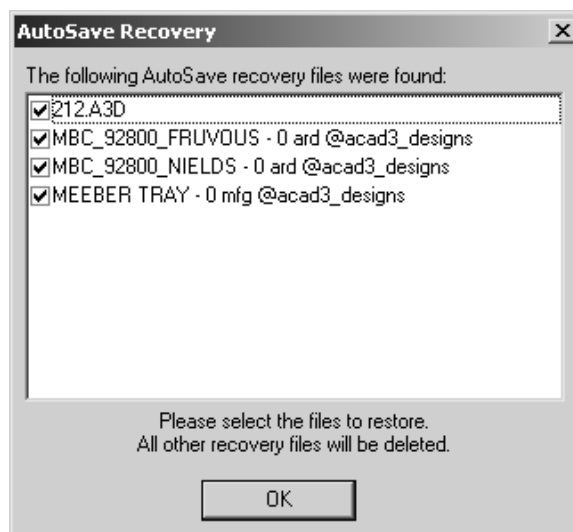 AutoSave Recovery
The following AutoSave recovery files were found:
212.A3D
MBC_92800_FRUVOUS - 0 ard @acad3_designs
MBC_92800_NIELDS - 0 ard @acad3_designs
MEEBER TRAY - 0 mfg @acad3_designs
Please select the files to restore.
All other recovery files will be deleted.
OK